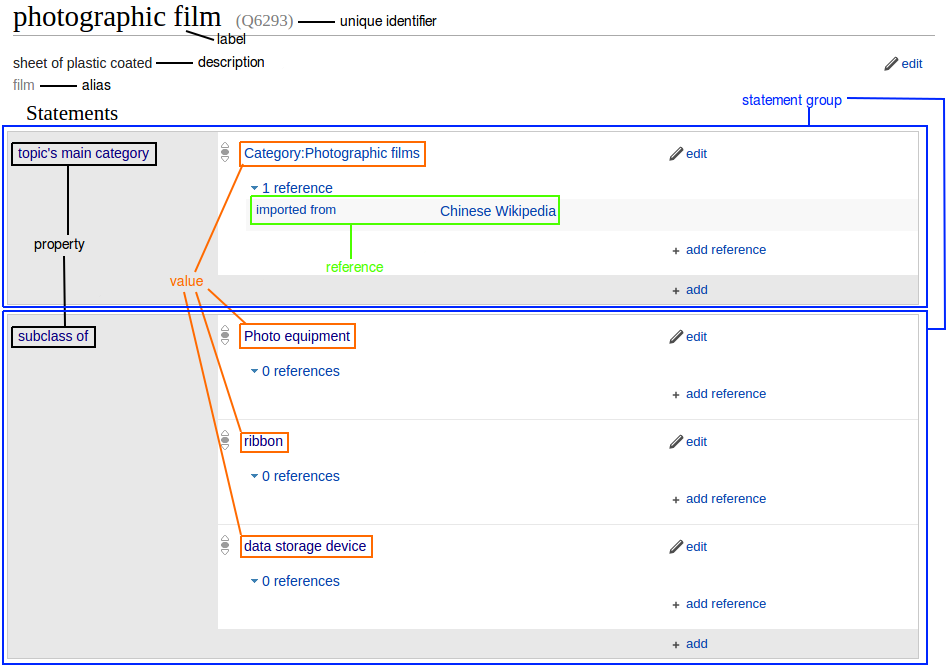 photographic film (Q6293) unique identifier
label
sheet of plastic coated description edit
film alias
statement group
Statements
topic's main category Category:Photographic films edit
1 reference
imported from Chinese Wikipedia
property
add reference
reference
value
+ add
subclass of Photo equipment edit
0 references
+ add reference
ribbon edit
0 references
+ add reference
data storage device edit
0 references
+ add reference
+ add